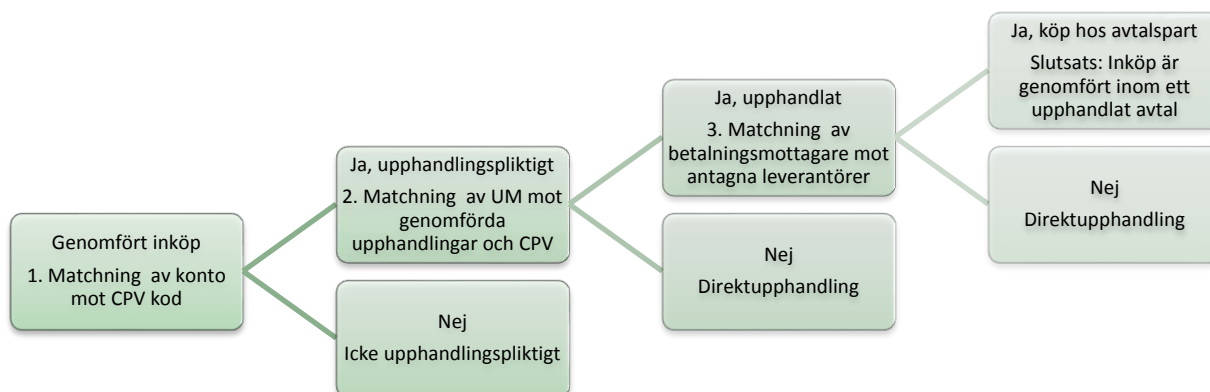 Genomfört inköp
1. Matchning av konto
mot CPV kod
Ja, upphandlingspliktigt
2. Matchning av UM mot
genomförda
upphandlingar och CPV
Nej
Icke upphandlingspliktigt
Ja, upphandlat
3. Matchning av
betalningsmottagare mot
antagna leverantörer
Nej
Direktupphandling
Ja, köp hos avtalspart
Slutsats: Inköp är
genomfört inom ett
upphandlat avtal
Nej
Direktupphandling